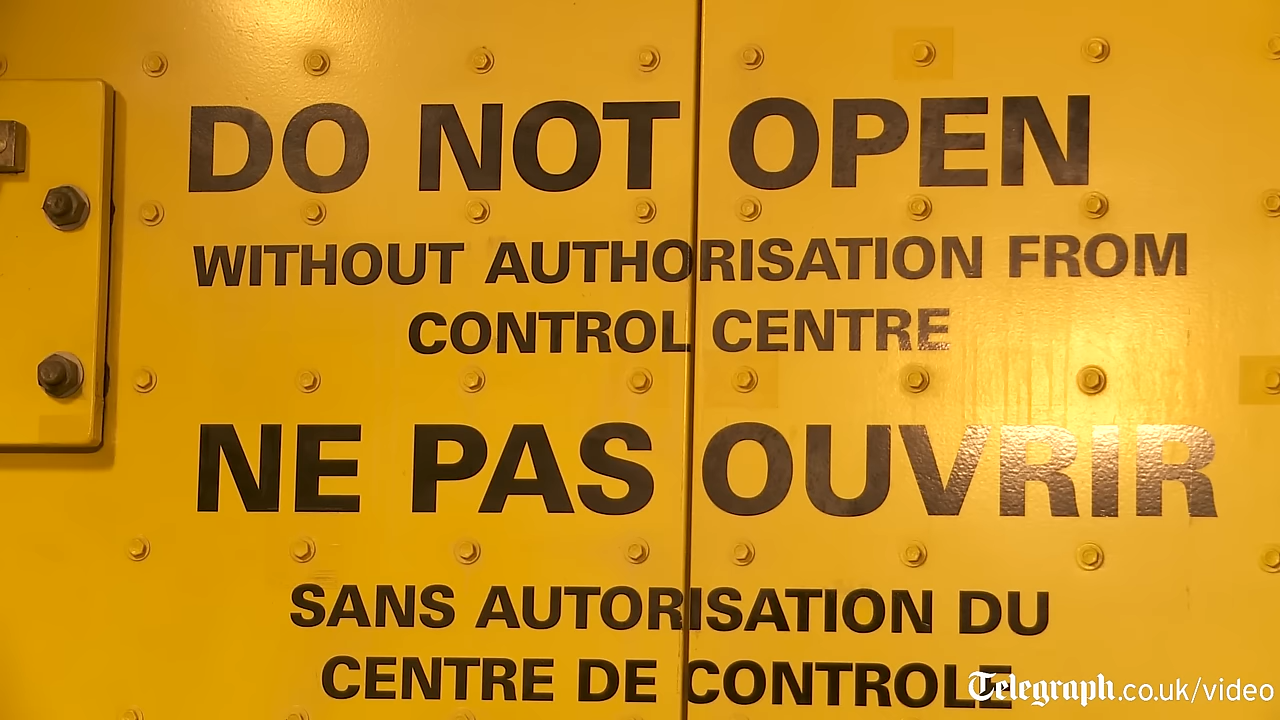 DO NOT OPEN
WITHOUT AUTHORISATION FROM
CONTROL CENTRE
NE PAS OUVRIR
SANS AUTORISATION DU
CENTRE DE CONTROLE
Telegraph.co.uk/video